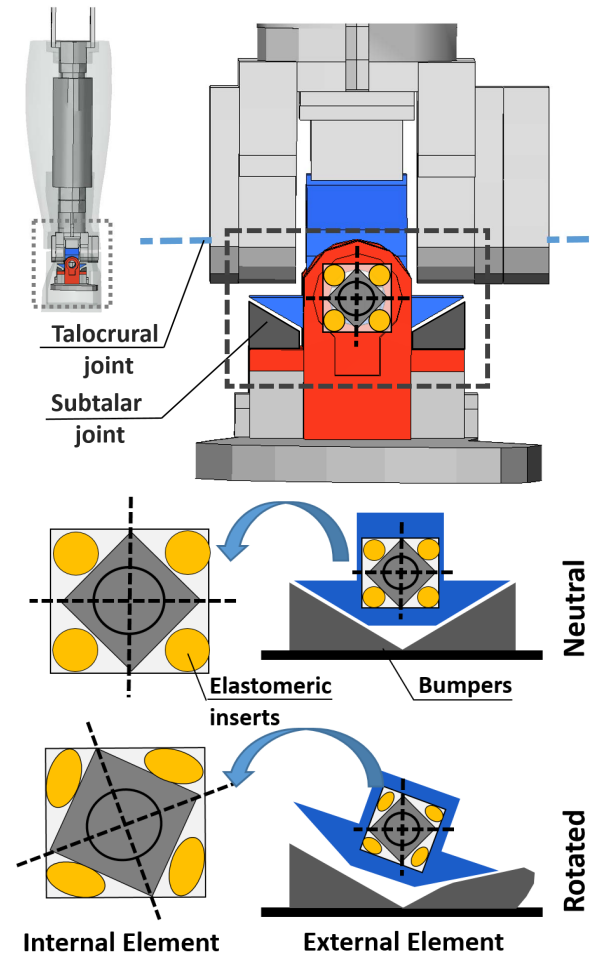 Talocrural
joint
Subtalar
joint
Neutral
Elastomeric
inserts
Bumpers
Rotated
Internal Element
External Element